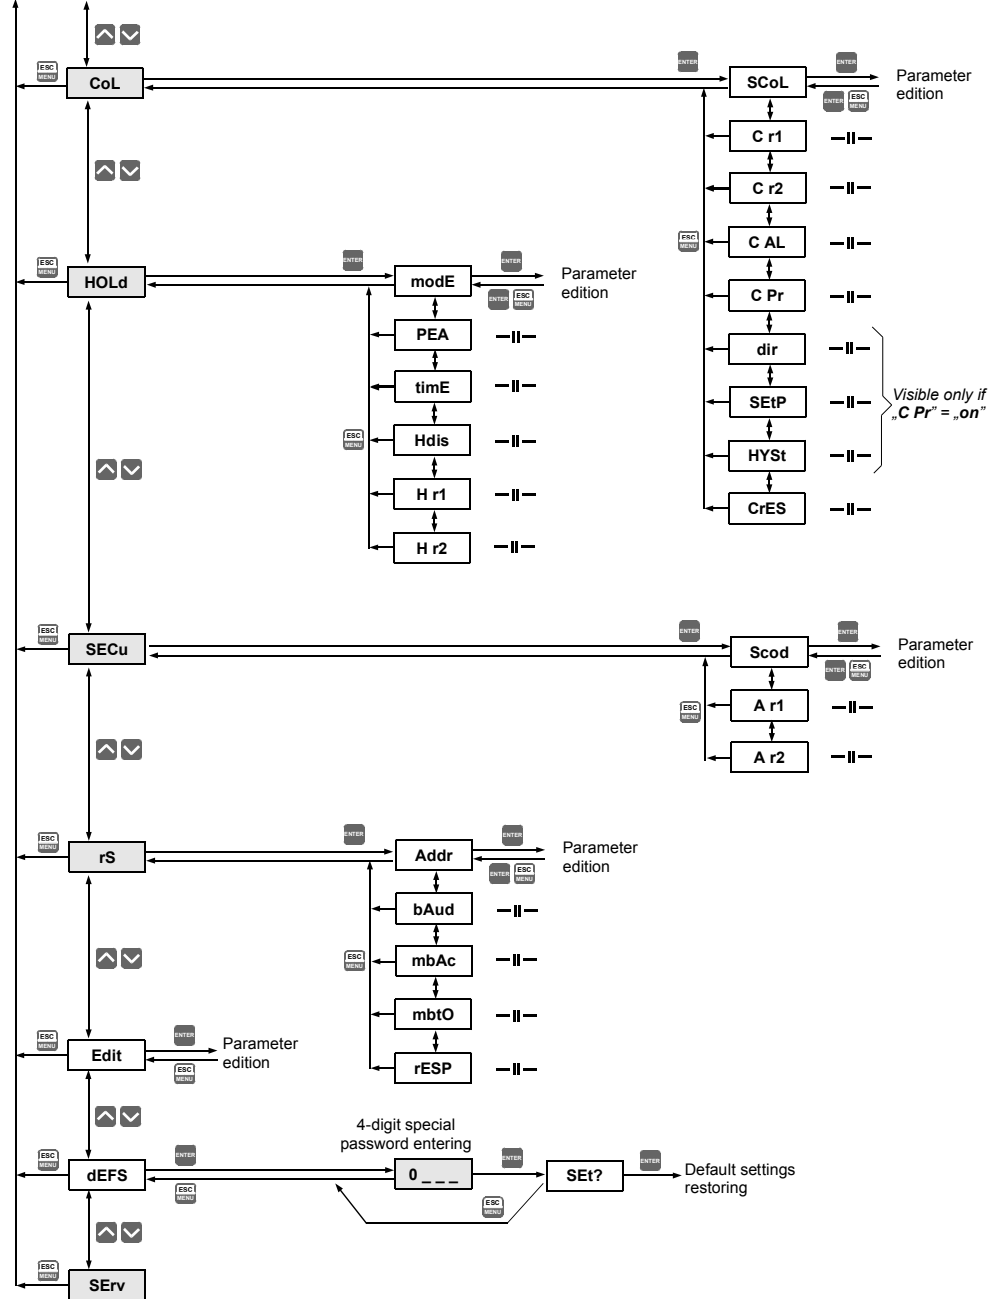 ESC
MENU
CoL
ENTER
SCoL
ENTER
ENTER
ESC
MENU
Parameter
edition
C r1
C r2
ESC
MENU
C AL
C Pr
dir
SEtP
HYSt
Visible only if
„C Pr” = „on”
CrES
ESC
MENU
HOLd
ENTER
modE
ENTER
ENTER
ESC
MENU
Parameter
edition
PEA
timE
ESC
MENU
Hdis
H r1
H r2
ESC
MENU
SECu
ENTER
Scod
ENTER
ENTER
ESC
MENU
Parameter
edition
ESC
MENU
A r1
A r2
ESC
MENU
rS
ENTER
Addr
ENTER
ENTER
ESC
MENU
Parameter
edition
bAud
ESC
MENU
mbAc
mbtO
rESP
ESC
MENU
Edit
ENTER
ESC
MENU
Parameter
edition
ESC
MENU
dEFS
ENTER
ESC
MENU
4-digit special
password entering
0 _ _ _
ENTER
ESC
MENU
SEt?
ENTER
Default settings
restoring
ESC
MENU
SErv